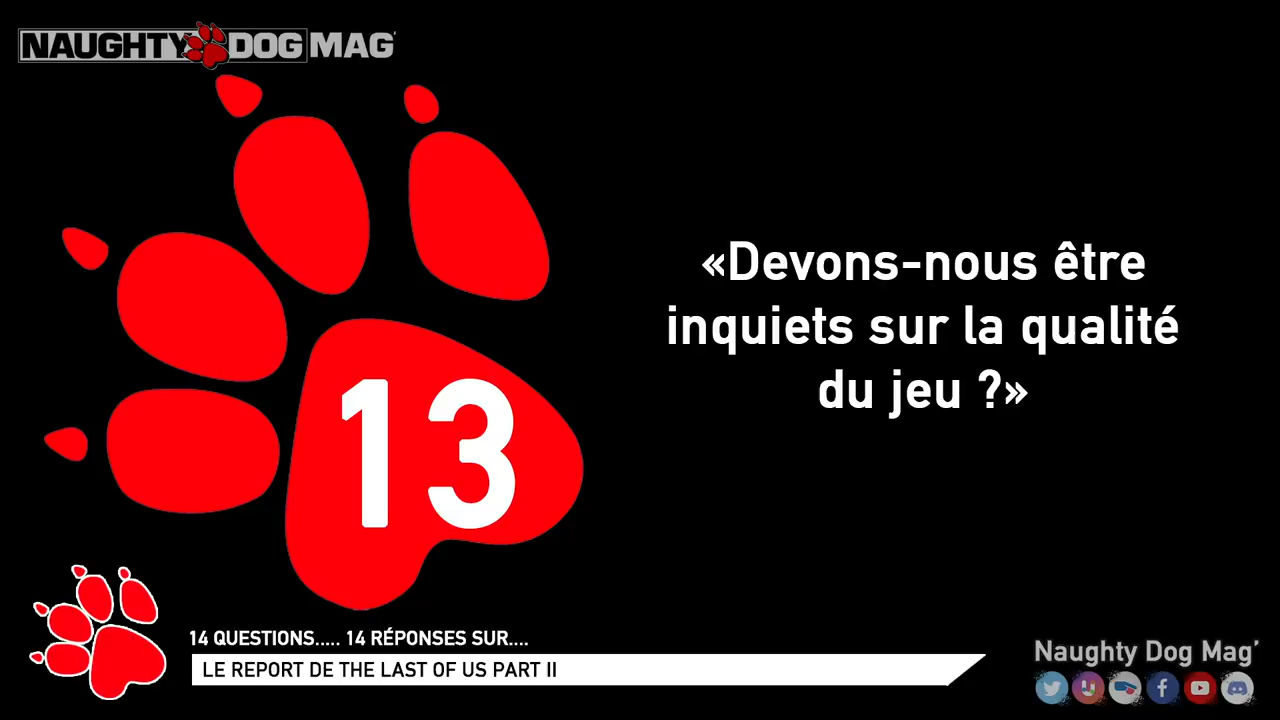 NAUGHTY DOG MAG'
«Devons-nous être
inquiets sur la qualité
du jeu ?»
13
14 QUESTIONS..... 14 RÉPONSES SUR....
LE REPORT DE THE LAST OF US PART II
Naughty Dog Mag'